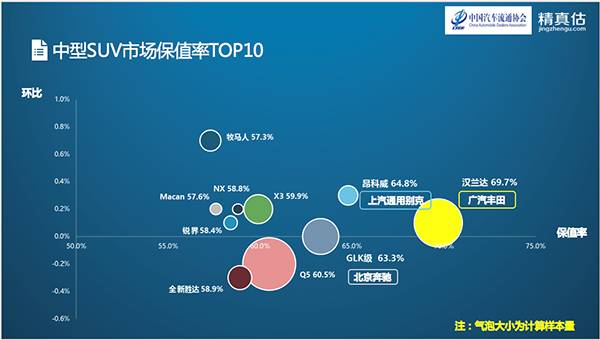 中国汽车流通协会
China Automobile Dealers Association
精真估
jingzhengu.com
中型SUV市场保值率TOP10
环比
1.0%
0.8%
牧马人 57.3%
0.6%
0.4%
NX 58.8%
昂科威 64.8%
汉兰达 69.7%
Macan 57.6%
X3 59.9%
上汽通用别克
广汽丰田
0.2%
锐界 58.4%
保值率
0.0%
50.0%
55.0%
60.0%
65.0%
70.0%
75.0%
GLK级 63.3%
-0.2%
Q5 60.5%
北京奔驰
全新胜达 58.9%
-0.4%
-0.6%
注：气泡大小为计算样本量